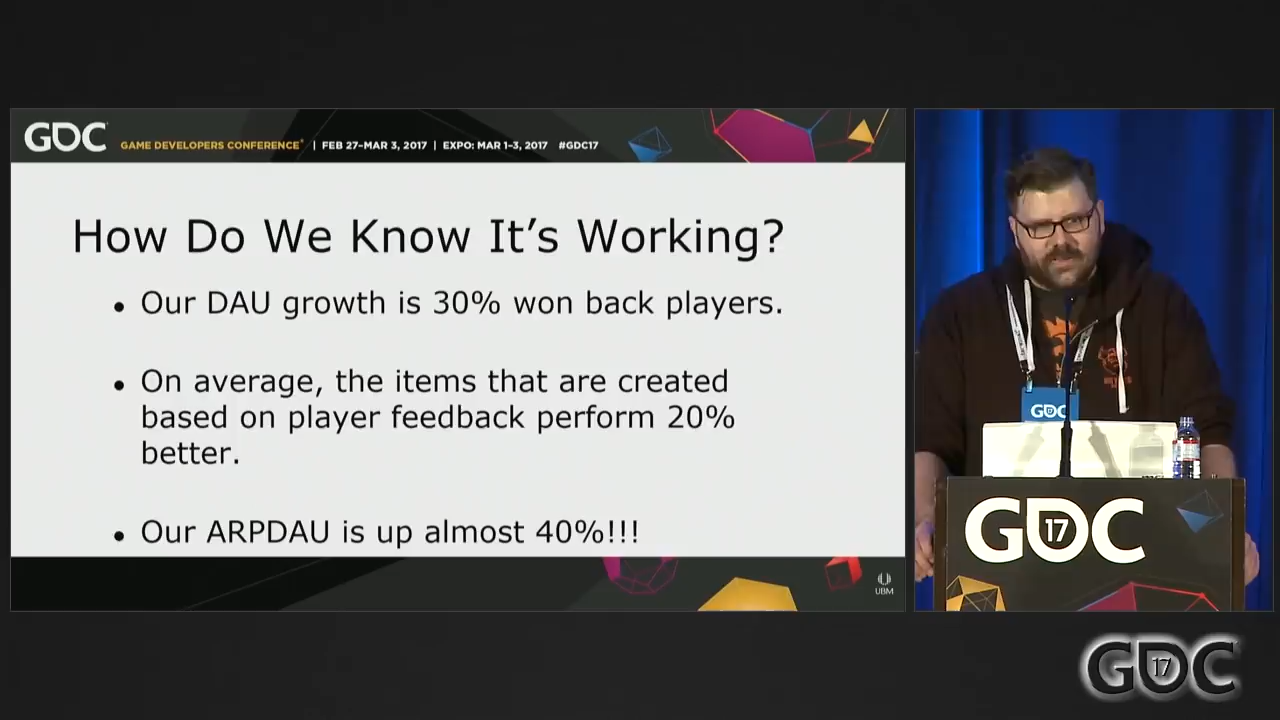 GDC GAME DEVELOPERS CONFERENCE® | FEB 27–MAR 3, 2017 | EXPO: MAR 1–3, 2017 #GDC17
How Do We Know It’s Working?
• Our DAU growth is 30% won back players.
• On average, the items that are created
based on player feedback perform 20%
better.
• Our ARPDAU is up almost 40%!!!
UBM
GDC
GDC
17
GDC
17